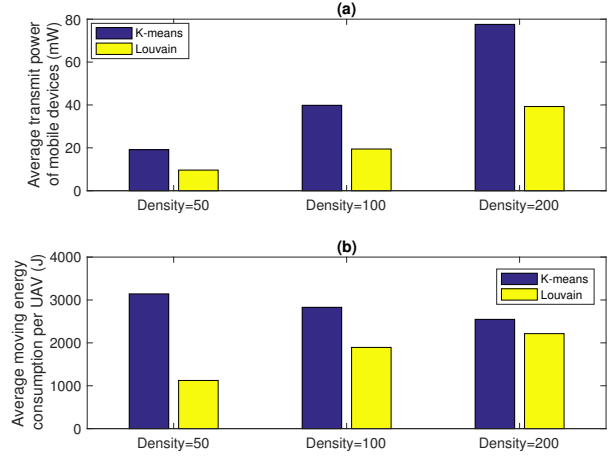 (a)
Average transmit power
of mobile devices (mW)
80
60
40
20
0
K-means
Louvain
Density=50 Density=100 Density=200
(b)
Average moving energy
consumption per UAV (J)
4000
3000
2000
1000
0
K-means
Louvain
Density=50 Density=100 Density=200